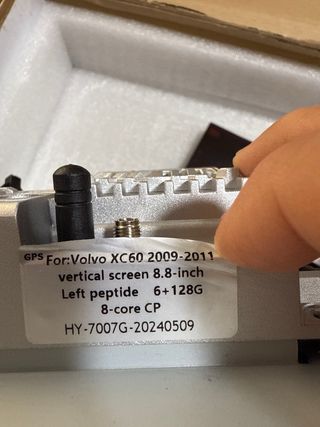 GPS For:Volvo XC60 2009-2011
vertical screen 8.8-inch
Left peptide 6+128G
8-core CP
HY-7007G-20240509